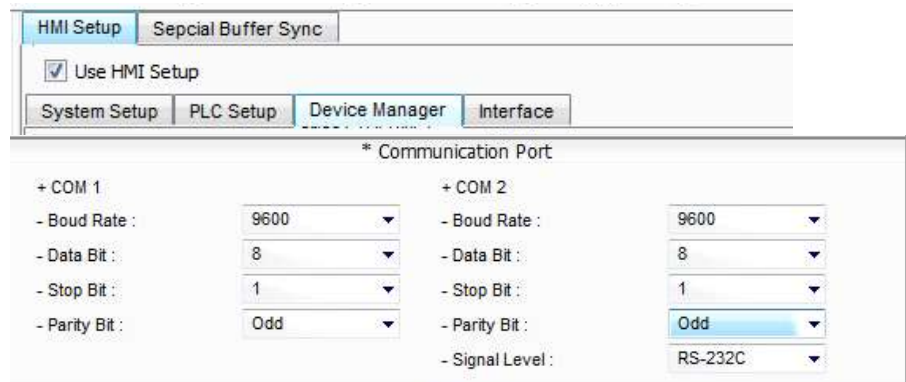 HMI Setup Sepcial Buffer Sync
Use HMI Setup
System Setup PLC Setup Device Manager Interface
* Communication Port
+ COM 1 + COM 2
- Boud Rate : 9600 - Boud Rate : 9600
- Data Bit : 8 - Data Bit : 8
- Stop Bit : 1 - Stop Bit : 1
- Parity Bit : Odd - Parity Bit : Odd
- Signal Level : RS-232C